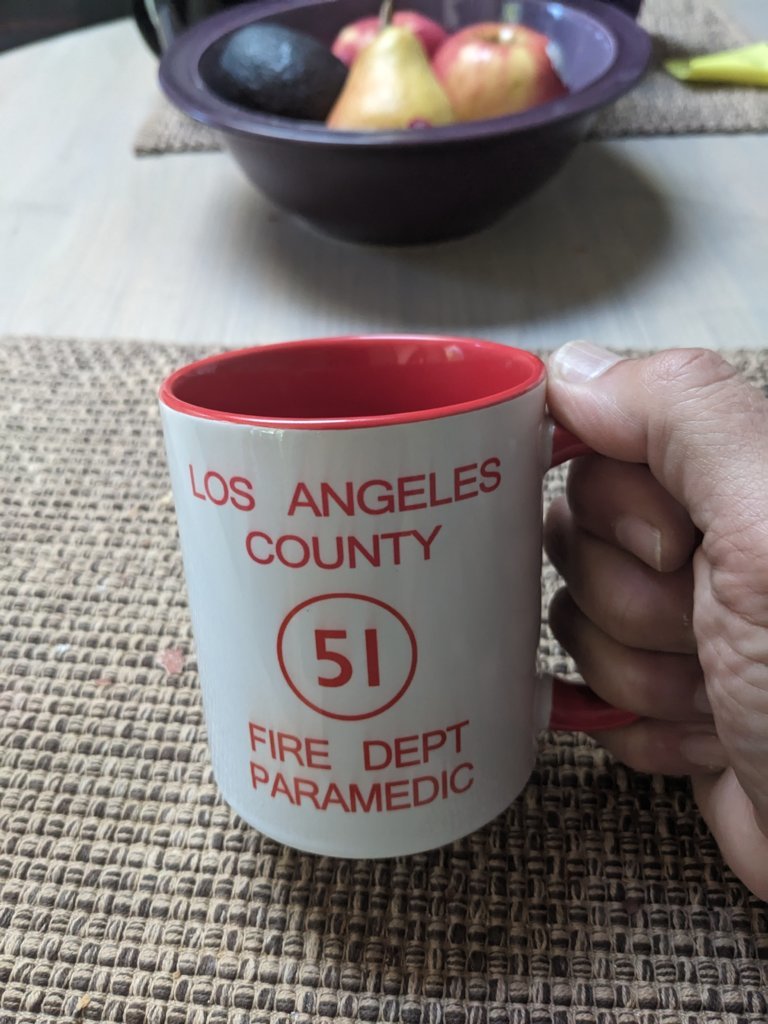 LOS ANGELES
COUNTY
51
FIRE DEPT
PARAMEDIC